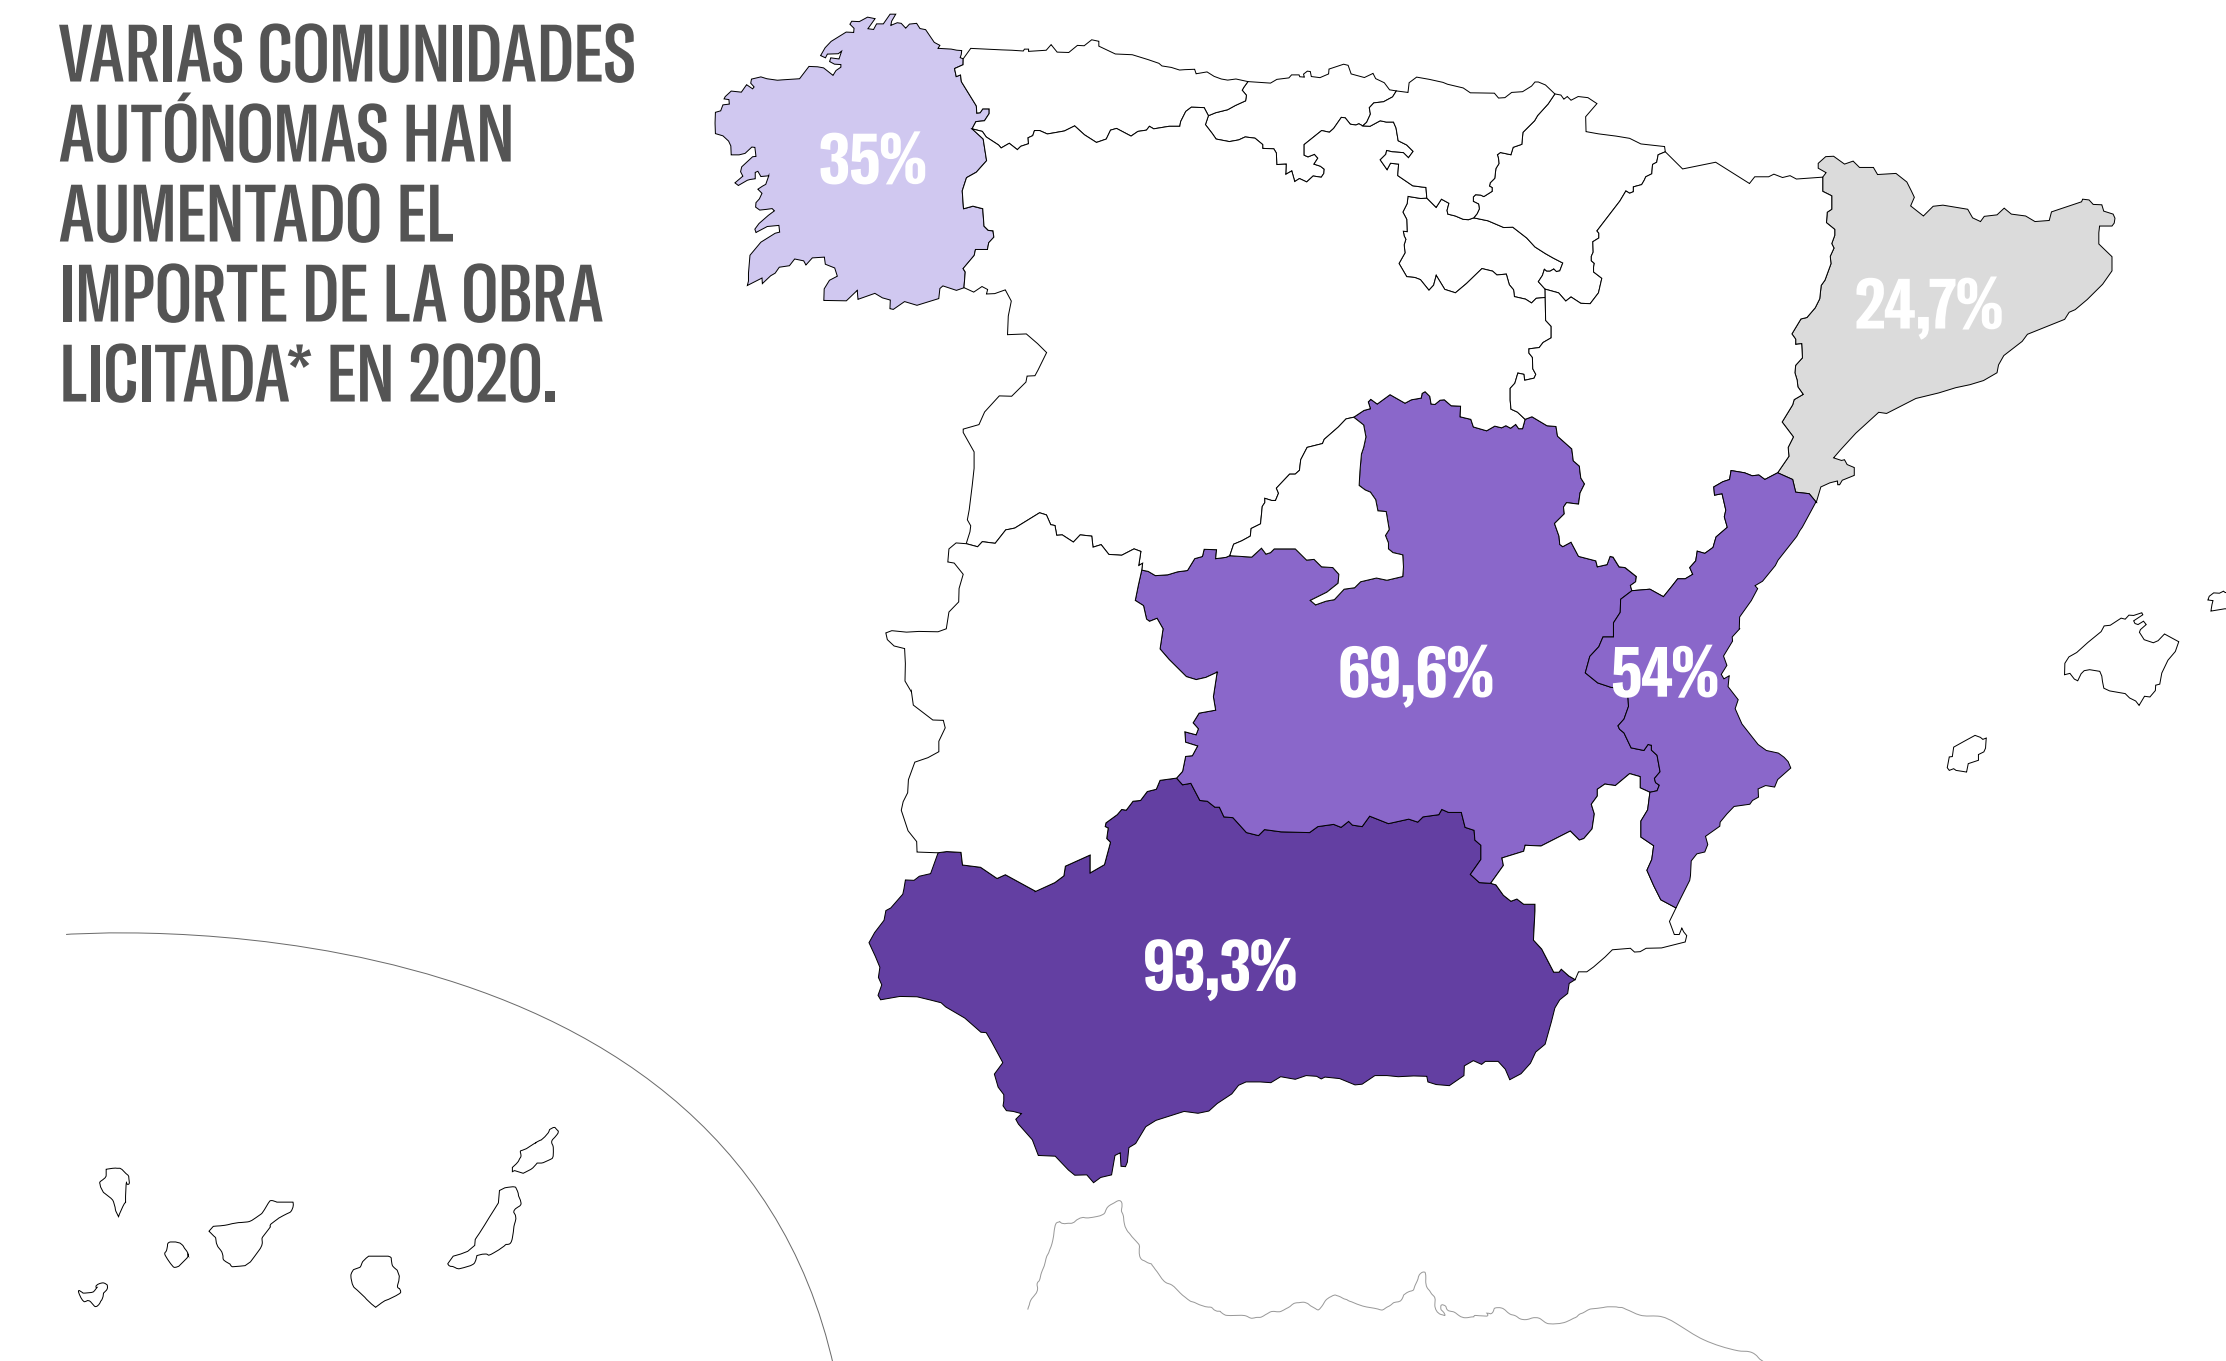 VARIAS COMUNIDADES
AUTÓNOMAS HAN
AUMENTADO EL
IMPORTE DE LA OBRA
LICITADA* EN 2020.
35%
24,7%
69,6%
54%
93,3%